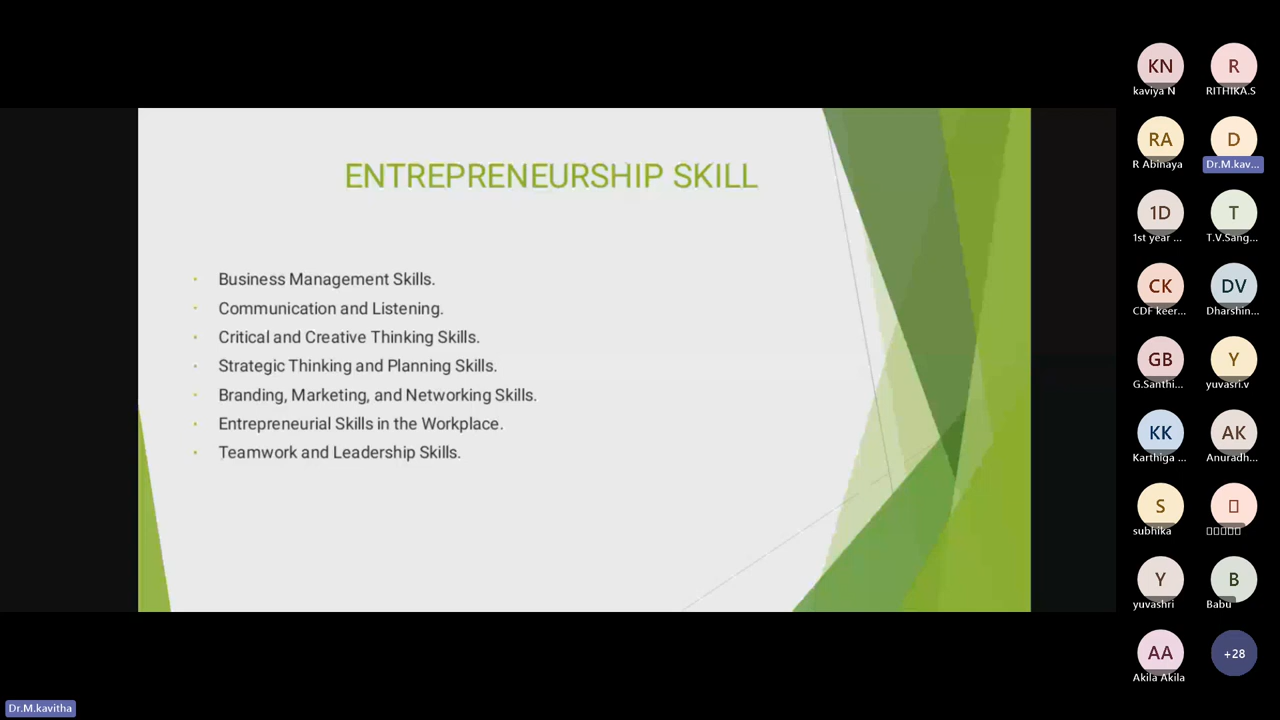 ENTREPRENEURSHIP SKILL
• Business Management Skills.
• Communication and Listening.
• Critical and Creative Thinking Skills.
• Strategic Thinking and Planning Skills.
• Branding, Marketing, and Networking Skills.
• Entrepreneurial Skills in the Workplace.
• Teamwork and Leadership Skills.
KN
kaviya N
R
RITHIKA.S
RA
R Abinaya
D
Dr.M.kav...
1D
1st year ...
T
T.V.Sang...
CK
CDF keer...
DV
Dharshin...
GB
G.Santhi...
Y
yuvasri.v
KK
Karthiga ...
AK
Anuradh...
S
subhika
Y
yuvashri
B
Babu
AA
Akila Akila
+28
Dr.M.kavitha